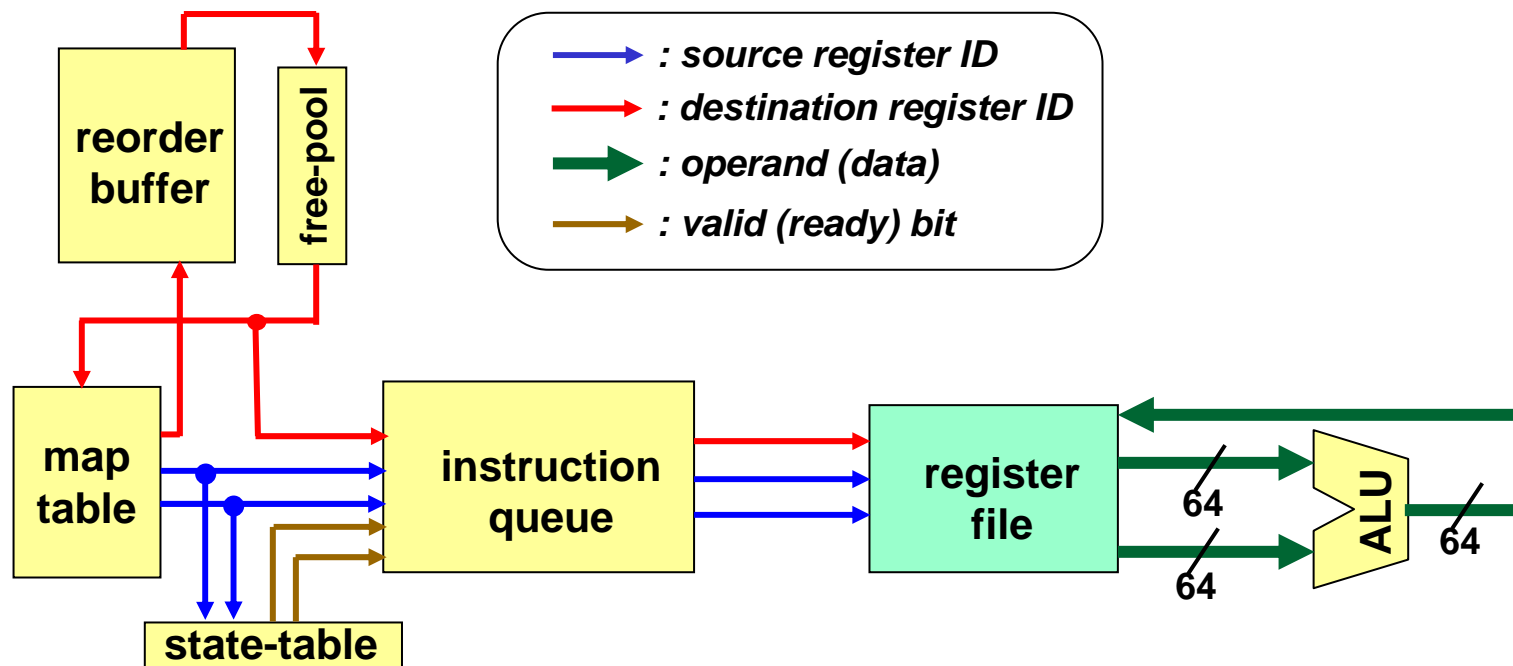 reorder
buffer
free-pool
: source register ID
: destination register ID
: operand (data)
: valid (ready) bit
map
table
instruction
queue
register
file
64
64
ALU
64
state-table